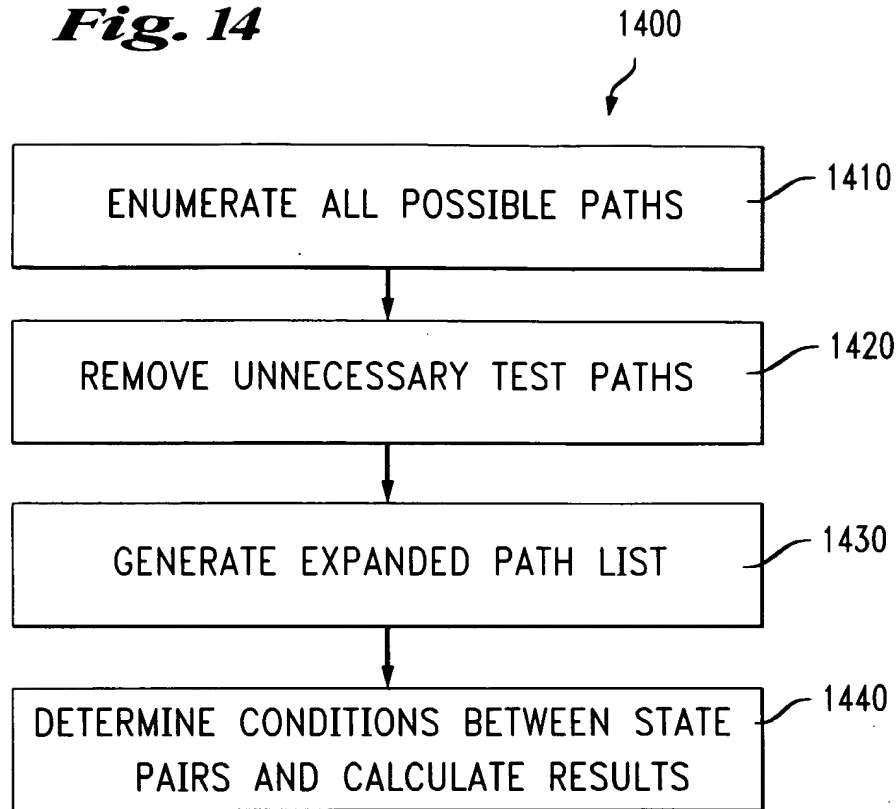 Fig. 14
1400
ENUMERATE ALL POSSIBLE PATHS
1410
REMOVE UNNECESSARY TEST PATHS
1420
GENERATE EXPANDED PATH LIST
1430
DETERMINE CONDITIONS BETWEEN STATE
PAIRS AND CALCULATE RESULTS
1440